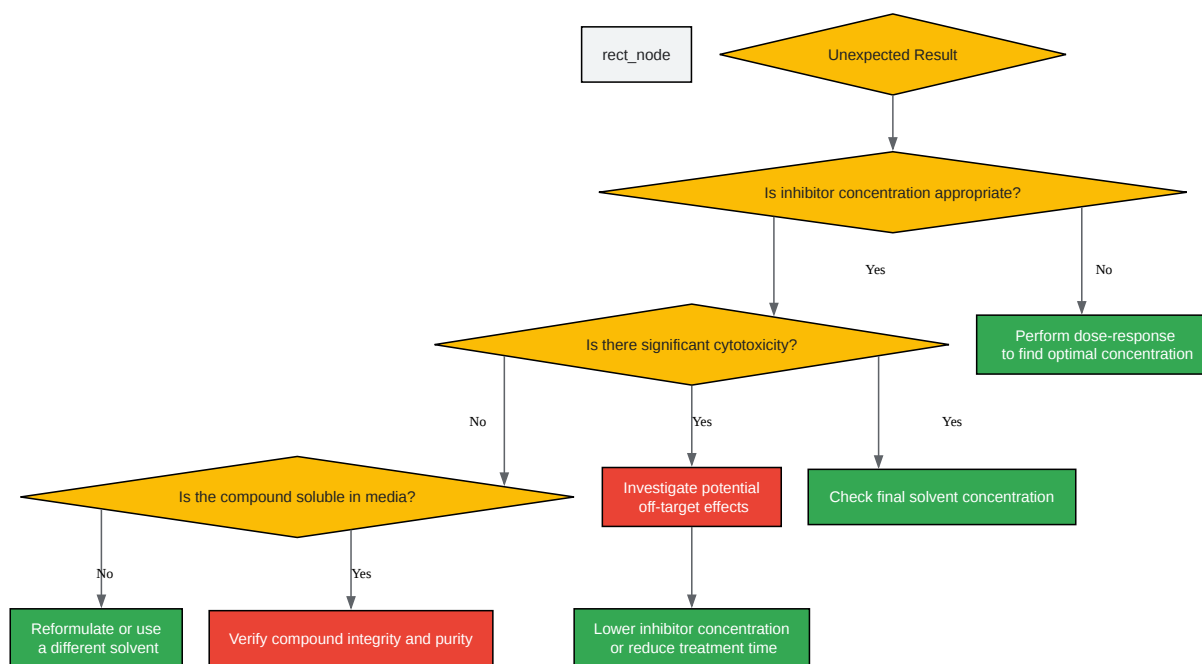 rect_node
Unexpected Result
Is inhibitor concentration appropriate?
Yes
No
Is there significant cytotoxicity?
Perform dose-response
to find optimal concentration
No
Yes
Yes
Is the compound soluble in media?
Investigate potential
off-target effects
Check final solvent concentration
No
Yes
Reformulate or use
a different solvent
Verify compound integrity and purity
Lower inhibitor concentration
or reduce treatment time